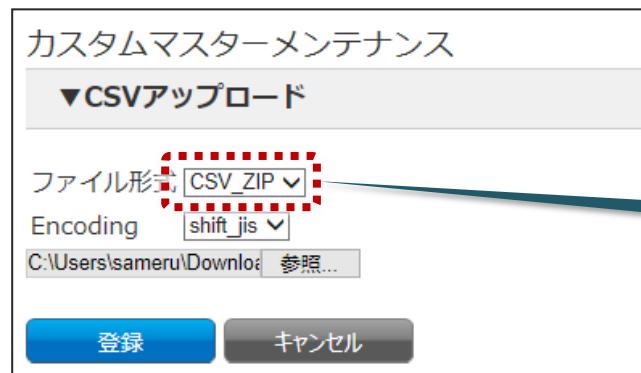 カスタムマスターメンテナンス
▼CSVアップロード
ファイル形式 CSV_ZIP
Encoding shift_jis
C:\Users\sameru\Downloa 参照...
登録 キャンセル